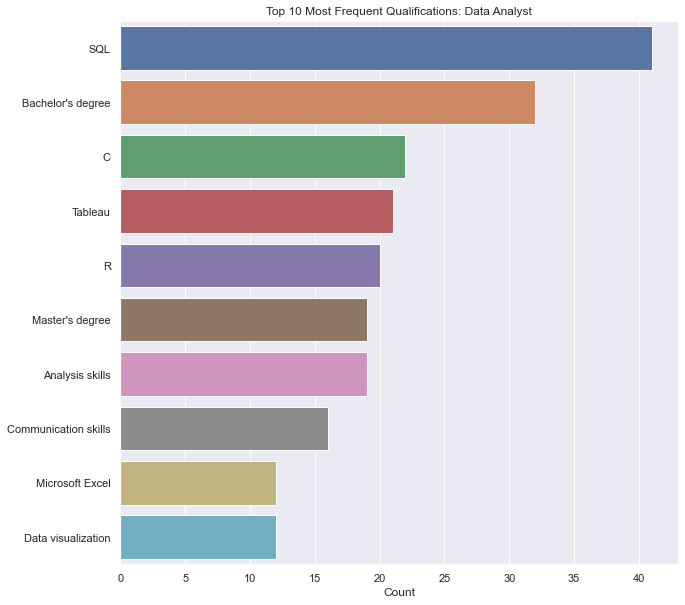 Top 10 Most Frequent Qualifications: Data Analyst
SQL
Bachelor's degree
C
Tableau
R
Master's degree
Analysis skills
Communication skills
Microsoft Excel
Data visualization
0 5 10 15 20 25 30 35 40
Count